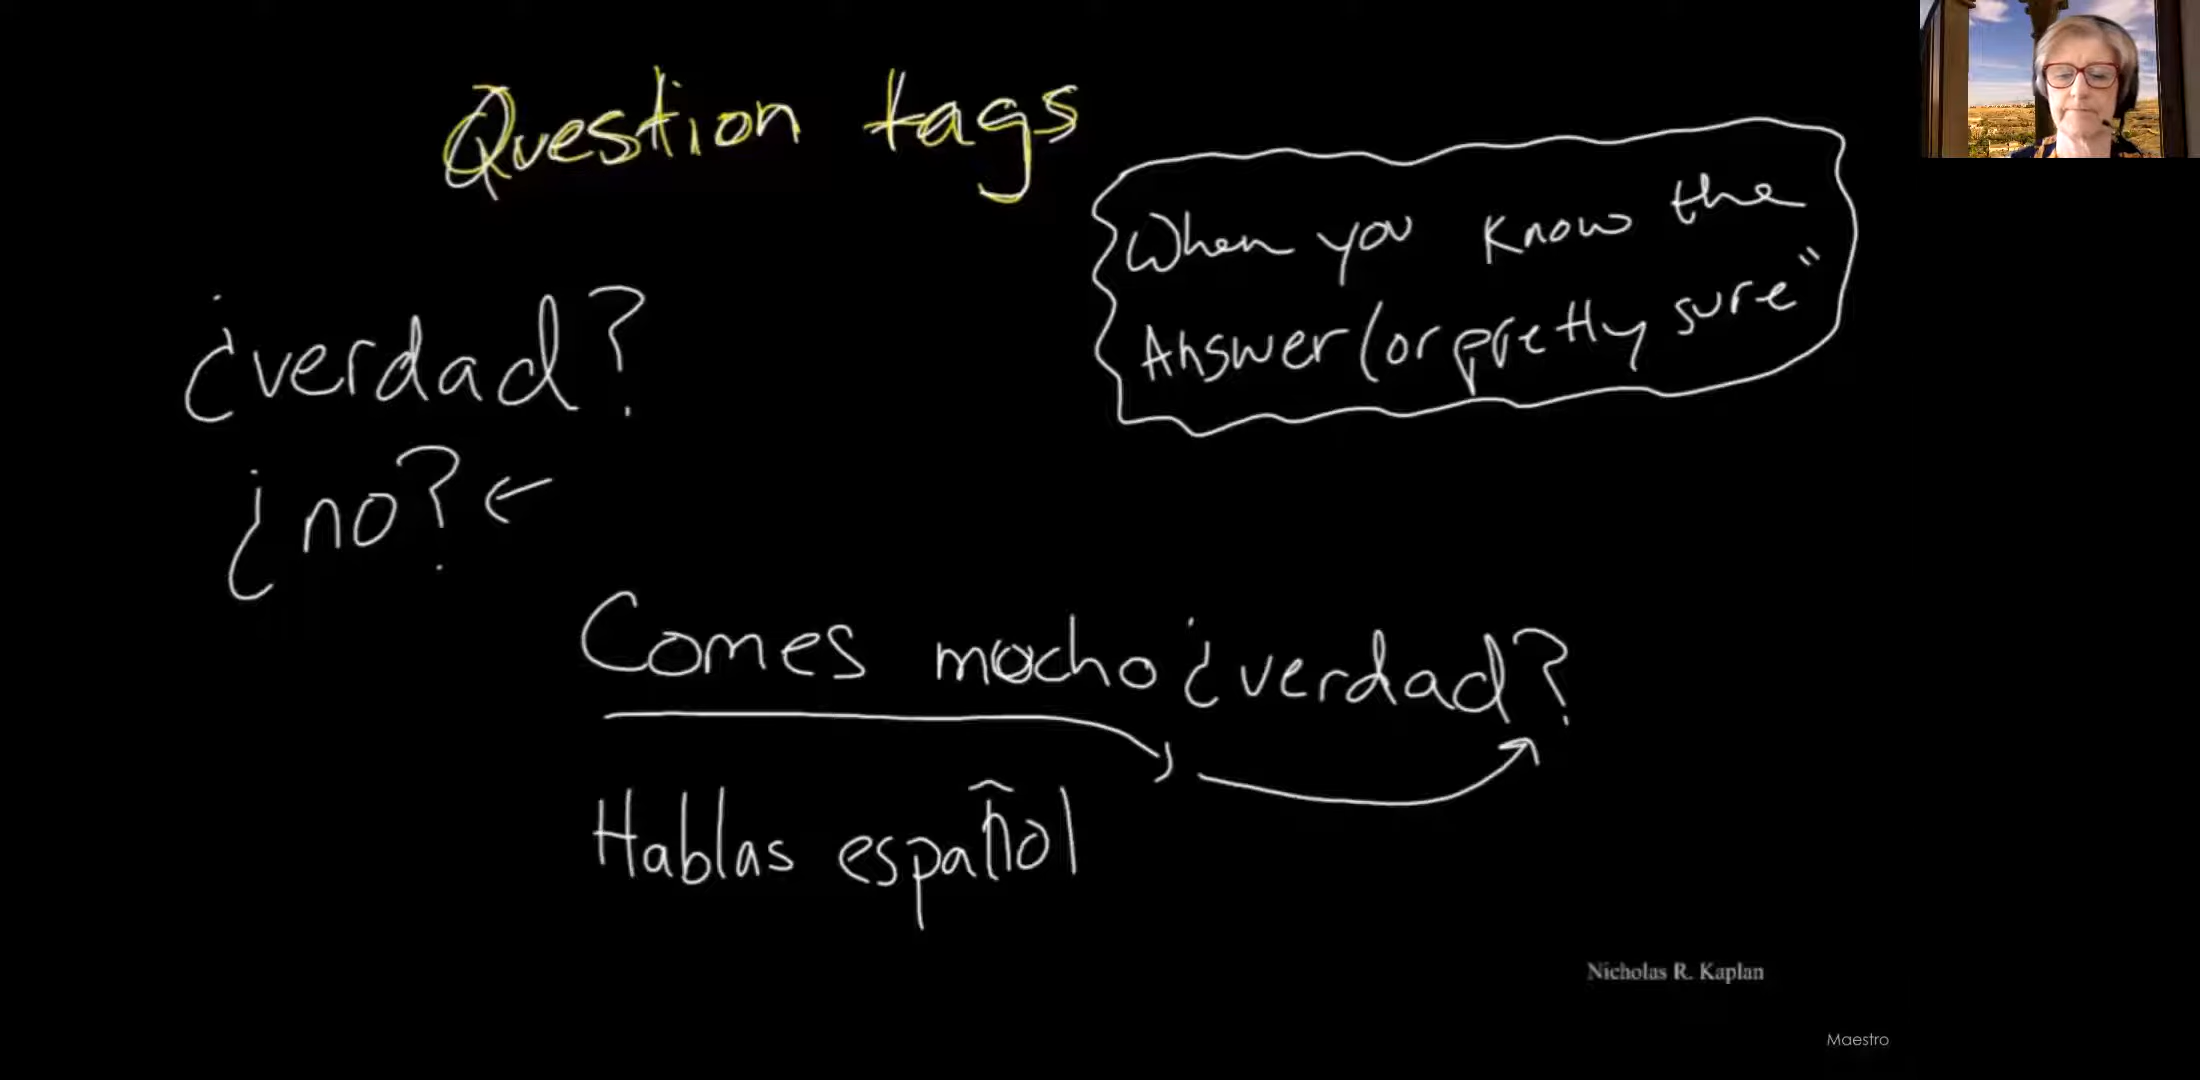 Question tags
When you know the
Answer (or pretty sure"
¿verdad?
¿no? ←
Comes mucho ¿verdad?
Hablas español
Nicholas R. Kaplan
Maestro